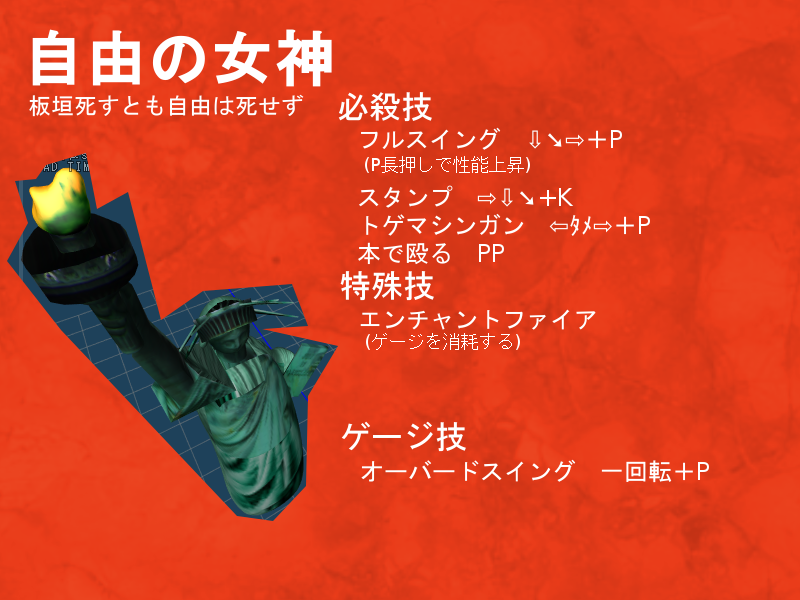 自由の女神
板垣死すとも自由は死せず
必殺技
フルスイング ⇩➘⇨＋P
(P長押しで性能上昇)
スタンプ ⇨⇩➘+K
トゲマシンガン ⇦ﾀﾒ⇨＋P
本で殴る PP
特殊技
エンチャントファイア
(ゲージを消耗する)
ゲージ技
オーバードスイング 一回転＋P